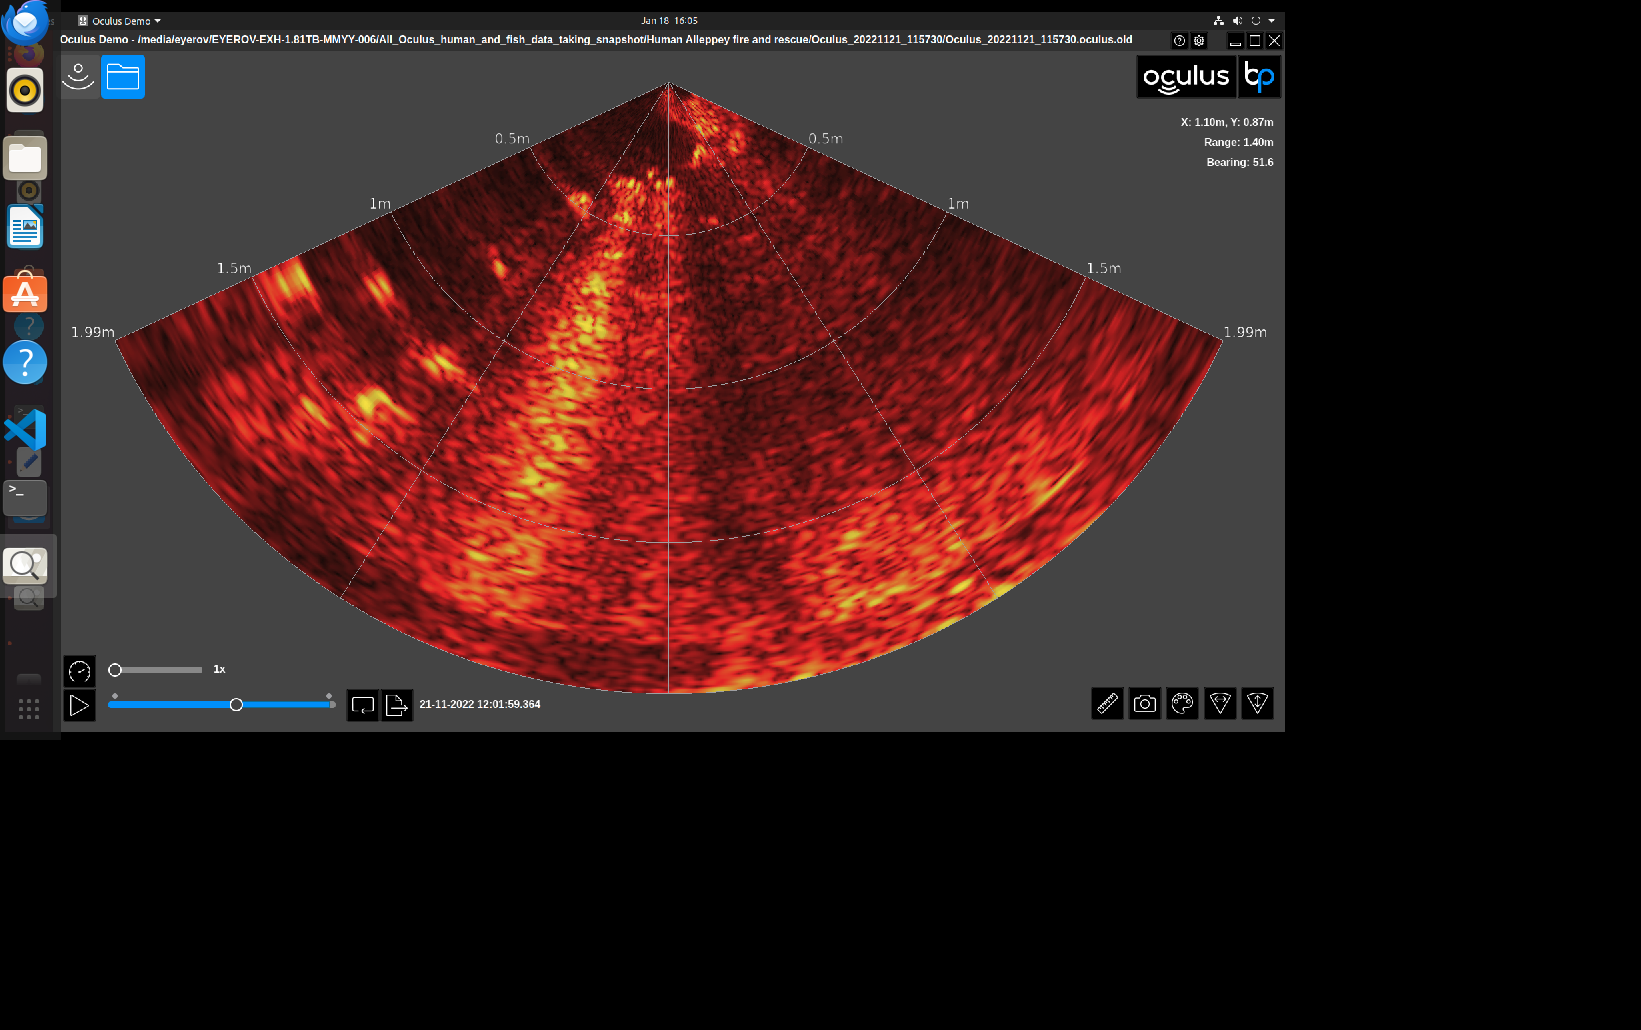 Oculus Demo
Jan 18 16:05
Oculus Demo - /media/eyerov/EYEROV-EXH-1.81TB-MMYY-006/All_Oculus_human_and_fish_data_taking_snapshot/Human Alleppey fire and rescue/Oculus_20221121_115730/Oculus_20221121_115730.oculus.old
oculus bp
X: 1.10m, Y: 0.87m
Range: 1.40m
Bearing: 51.6
0.5m 0.5m
1m 1m
1.5m 1.5m
1.99m 1.99m
1x
21-11-2022 12:01:59.364